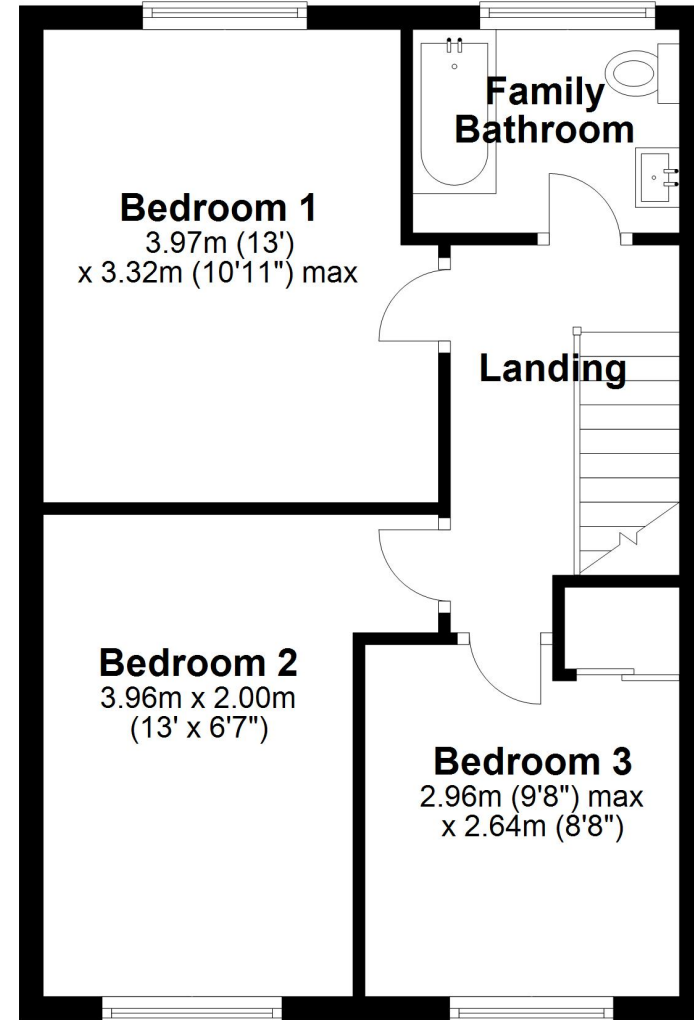 Family
Bathroom
Bedroom 1
3.97m (13')
x 3.32m (10'11") max
Landing
Bedroom 2
3.96m x 2.00m
(13' x 6'7")
Bedroom 3
2.96m (9'8") max
x 2.64m (8'8")